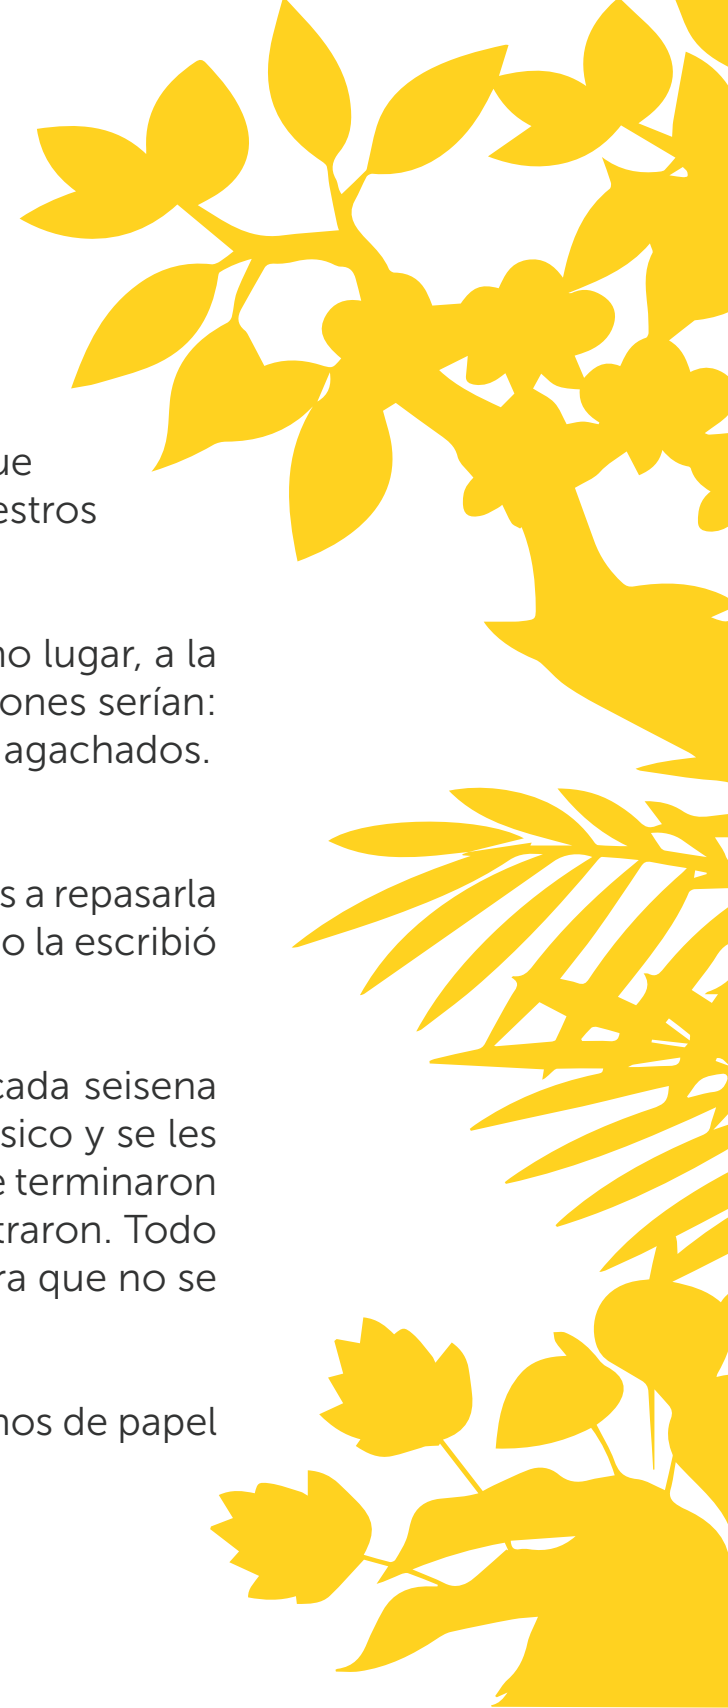 ue
estros
no lugar, a la
ones serían:
agachados.
s a repasarla
o la escribió
cada seisena
sico y se les
e terminaron
traron. Todo
ra que no se
nos de papel